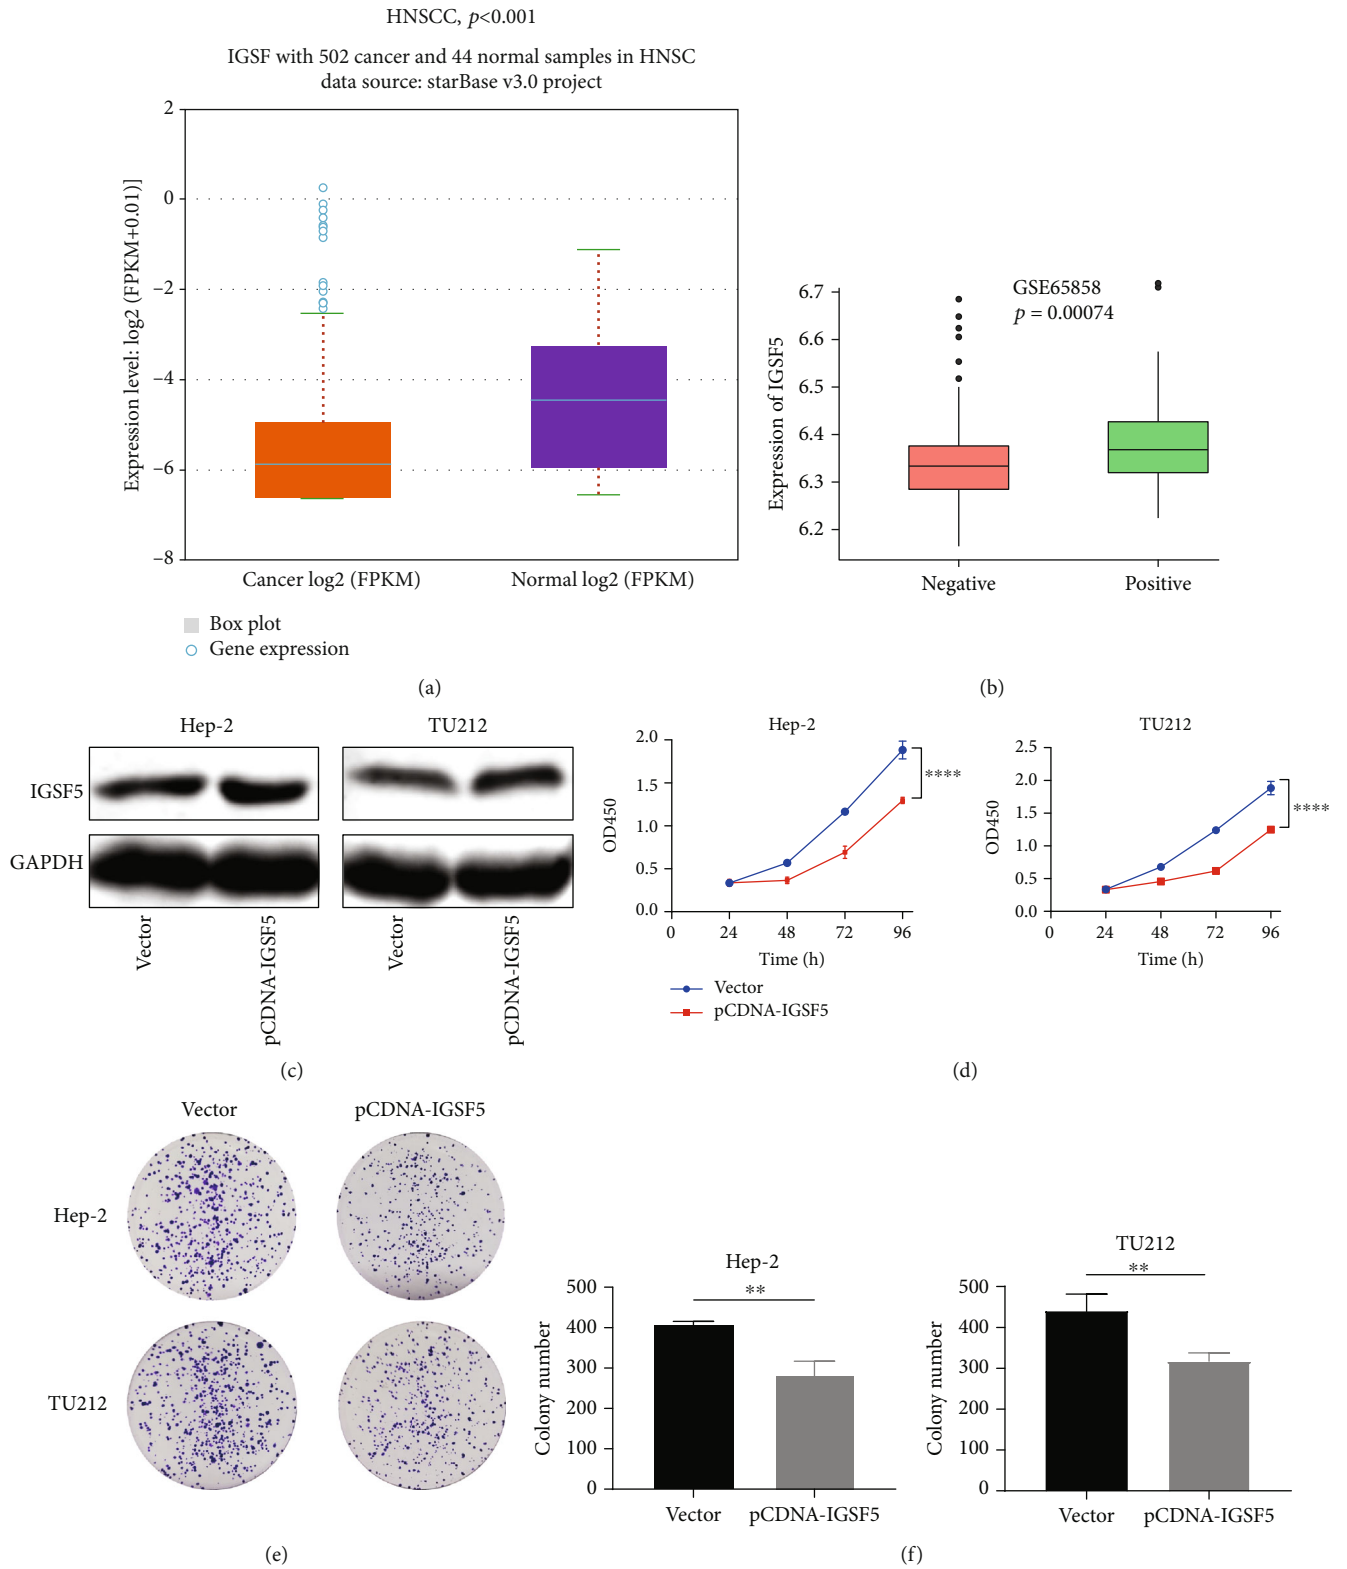 HNSCC, p<0.001
IGSF with 502 cancer and 44 normal samples in HNSC
data source: starBase v3.0 project
Expression level: log2 (FPKM+0.01)]
2
0
−2
−4
−6
−8
Cancer log2 (FPKM)
Normal log2 (FPKM)
Box plot
Gene expression
(a)
GSE65858
p = 0.00074
Expression of IGSF5
6.7
6.6
6.5
6.4
6.3
6.2
Negative
Positive
(b)
Hep-2
TU212
IGSF5
GAPDH
Vector
pCDNA-IGSF5
Vector
pCDNA-IGSF5
(c)
Hep-2
OD450
2.0
1.5
1.0
0.5
0.0
0 24 48 72 96
Time (h)
****
TU212
OD450
2.5
2.0
1.5
1.0
0.5
0.0
0 24 48 72 96
Time (h)
****
Vector
pCDNA-IGSF5
(d)
Vector
pCDNA-IGSF5
Hep-2
TU212
(e)
Hep-2
**
Colony number
500
400
300
200
100
0
Vector
pCDNA-IGSF5
TU212
**
Colony number
500
400
300
200
100
0
Vector
pCDNA-IGSF5
(f)